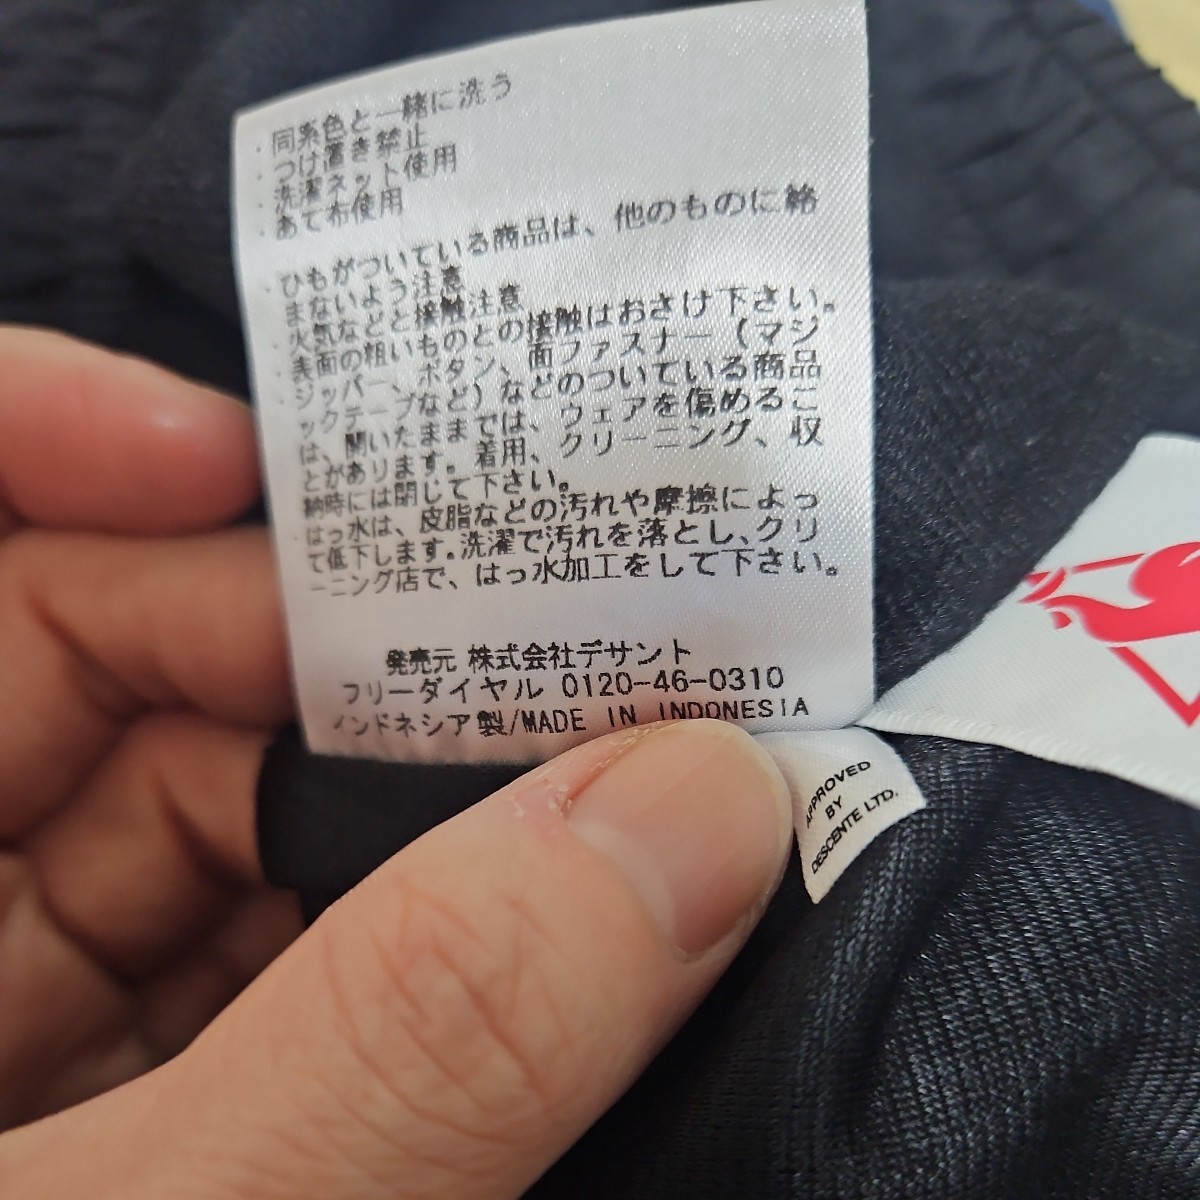 ・同系色と一緒に洗う
・つけ置き禁止
・洗濯ネット使用
・あて布使用
・ひもがついている商品は、他のものに絡
まないよう注意
・火気などと接触注意
・表面の粗いものとの接触はおさけ下さい。
・ジッパー、ボタン、面ファスナー(マジ
ックテープなど)などのついている商品
は、開いたままでは、ウェアを傷めるこ
とがあります。着用、クリーニング、収
納時には閉じて下さい。
・はっ水は、皮脂などの汚れや摩擦によっ
て低下します。洗濯で汚れを落とし、クリ
ーニング店で、はっ水加工をして下さい。
発売元 株式会社デサント
フリーダイヤル 0120-46-0310
インドネシア製/MADE IN INDONESIA
APPROVED
BY
DESCENTE LTD.